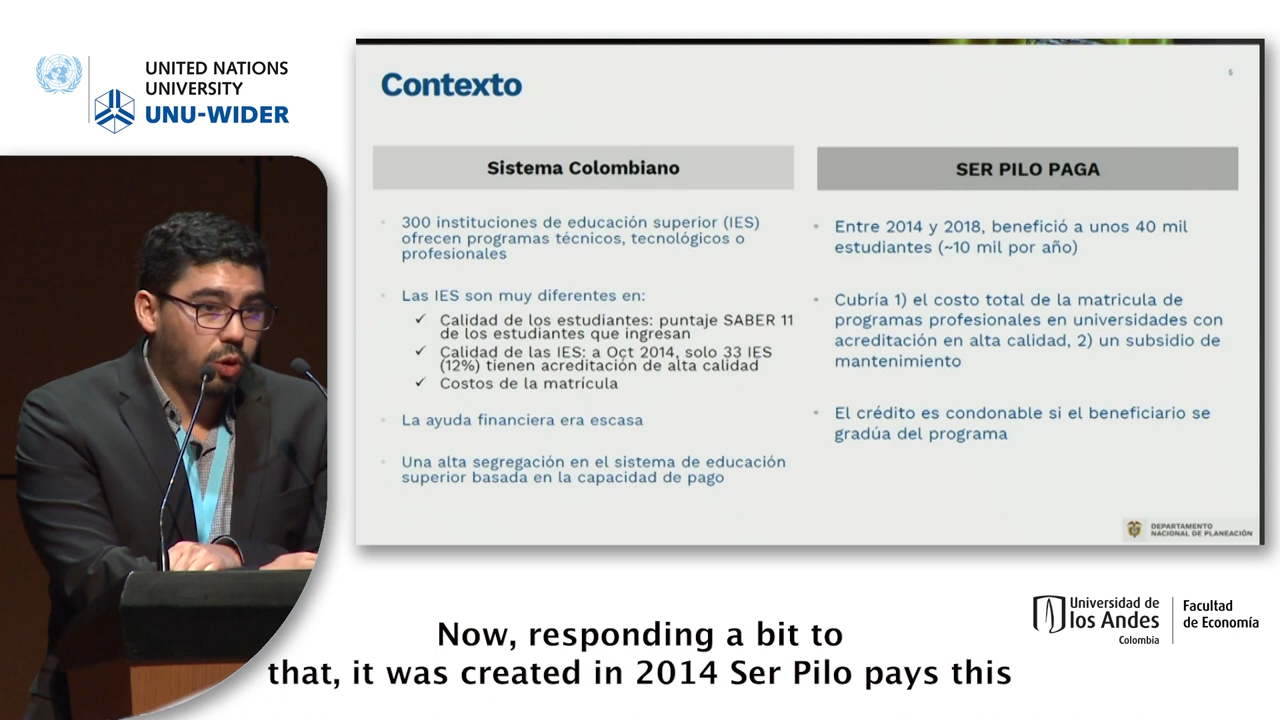 UNITED NATIONS
UNIVERSITY
UNU-WIDER
Contexto
5
Sistema Colombiano
300 instituciones de educación superior (IES)
ofrecen programas técnicos, tecnológicos o
profesionales
Las IES son muy diferentes en:
Calidad de los estudiantes: puntaje SABER 11
de los estudiantes que ingresan
Calidad de las IES: a Oct 2014, solo 33 IES
(12%) tienen acreditación de alta calidad
Costos de la matrícula
La ayuda financiera era escasa
Una alta segregación en el sistema de educación
superior basada en la capacidad de pago
SER PILO PAGA
Entre 2014 y 2018, benefició a unos 40 mil
estudiantes (~10 mil por año)
Cubría 1) el costo total de la matricula de
programas profesionales en universidades con
acreditación en alta calidad, 2) un subsidio de
mantenimiento
El crédito es condonable si el beneficiario se
gradúa del programa
DEPARTAMENTO
NACIONAL DE PLANEACIÓN
Universidad de
los Andes
Colombia
Facultad
de Economía
Now, responding a bit to
that, it was created in 2014 Ser Pilo pays this